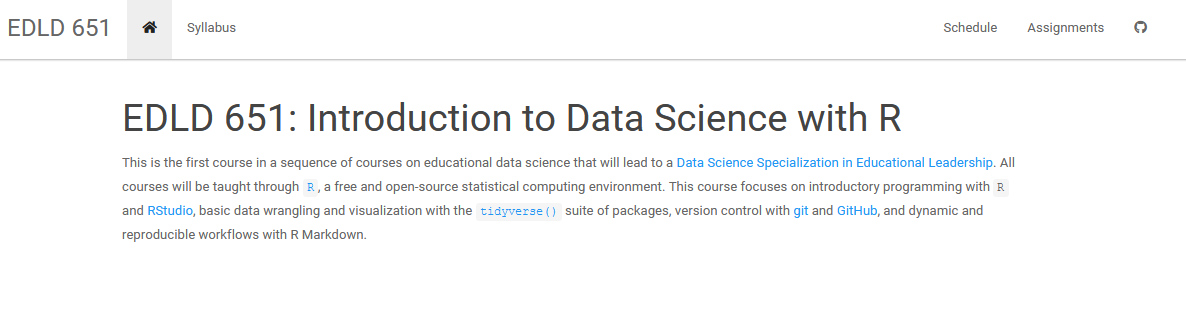 EDLD 651 Syllabus Schedule Assignments
EDLD 651: Introduction to Data Science with R
This is the first course in a sequence of courses on educational data science that will lead to a Data Science Specialization in Educational Leadership. All
courses will be taught through R, a free and open-source statistical computing environment. This course focuses on introductory programming with R
and RStudio, basic data wrangling and visualization with the tidyverse() suite of packages, version control with git and GitHub, and dynamic and
reproducible workflows with R Markdown.